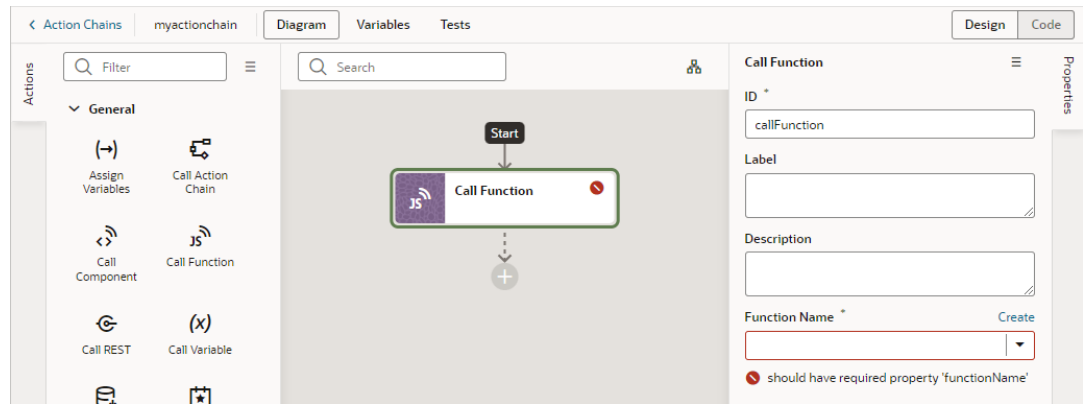 Action Chains
myactionchain
Diagram
Variables
Tests
Design
Code
Actions
Filter
General
(→)
Assign
Variables
Call Action
Chain
Call
Component
JS
Call Function
Call REST
(x)
Call Variable
Search
Start
JS
Call Function
Call Function
ID *
callFunction
Label
Description
Function Name *
Create
should have required property 'functionName'
Properties